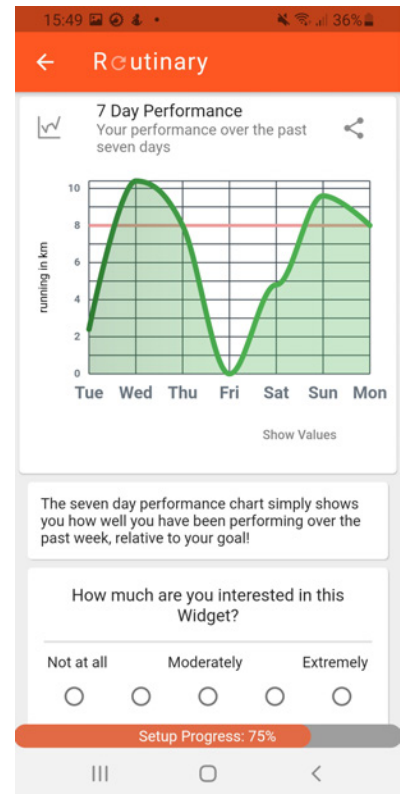 15:49 36%
Routinary
7 Day Performance
Your performance over the past
seven days
running in km
10
8
6
4
2
0
Tue Wed Thu Fri Sat Sun Mon
Show Values
The seven day performance chart simply shows
you how well you have been performing over the
past week, relative to your goal!
How much are you interested in this
Widget?
Not at all Moderately Extremely
Setup Progress: 75%